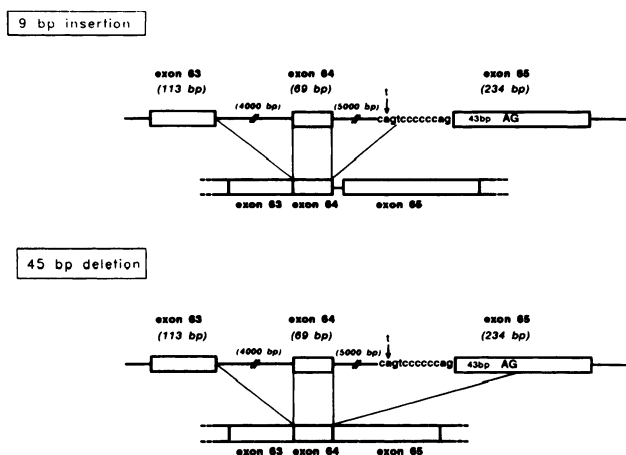 9 bp insertion
exon 63 exon 64 exon 65
(113 bp) (69 bp) (234 bp)
t
(4000 bp) (5000 bp)
cagtccccccag 43bp AG
exon 63 exon 64 exon 65
45 bp deletion
exon 63 exon 64 exon 65
(113 bp) (69 bp) (234 bp)
t
(4000 bp) (5000 bp)
cagtccccccag 43bp AG
exon 63 exon 64 exon 65